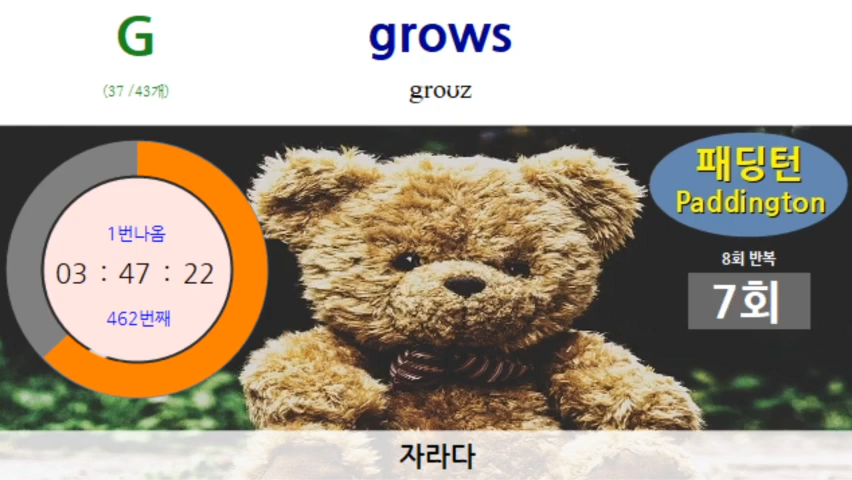 G
grows
(37 /43개)
groʊz
패딩턴
Paddington
1번나옴
03 : 47 : 22
462번째
8회 반복
7회
자라다